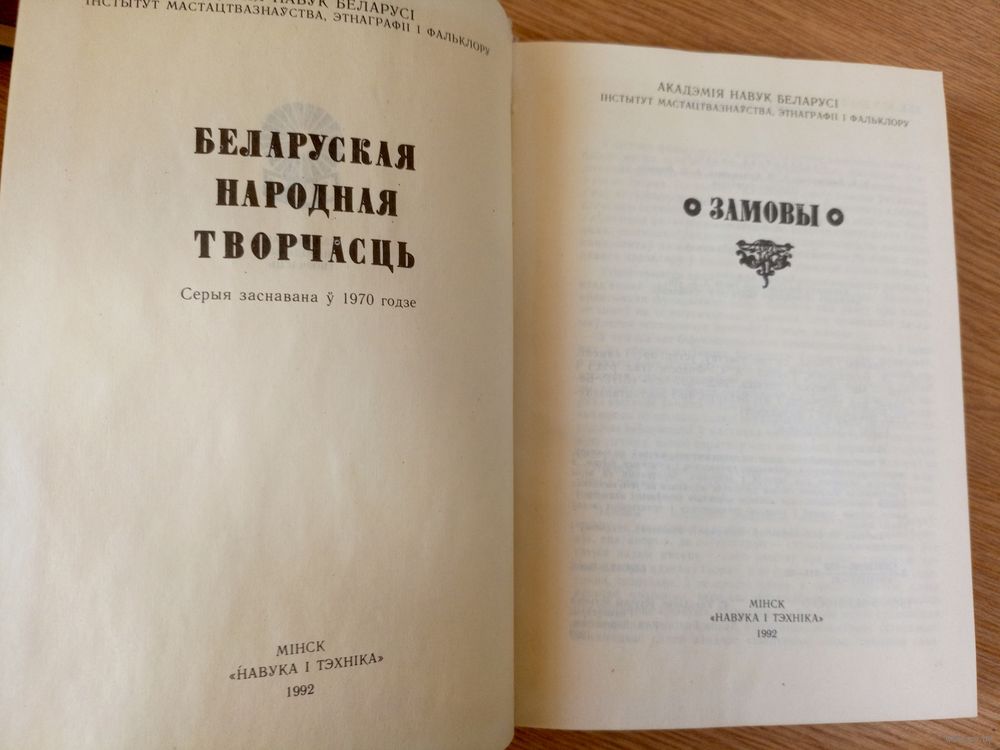 НАВУК БЕЛАРУСІ
ІНСТЫТУТ МАСТАЦТВАЗНАЎСТВА, ЭТНАГРАФІІ І ФАЛЬКЛОРУ
БЕЛАРУСКАЯ
НАРОДНАЯ
ТВОРЧАСЦЬ
Серыя заснавана ў 1970 годзе
МІНСК
«НАВУКА І ТЭХНІКА»
1992
АКАДЭМІЯ НАВУК БЕЛАРУСІ
ІНСТЫТУТ МАСТАЦТВАЗНАЎСТВА, ЭТНАГРАФІІ І ФАЛЬКЛОРУ
ЗАМОВЫ
МІНСК
«НАВУКА І ТЭХНІКА»
1992